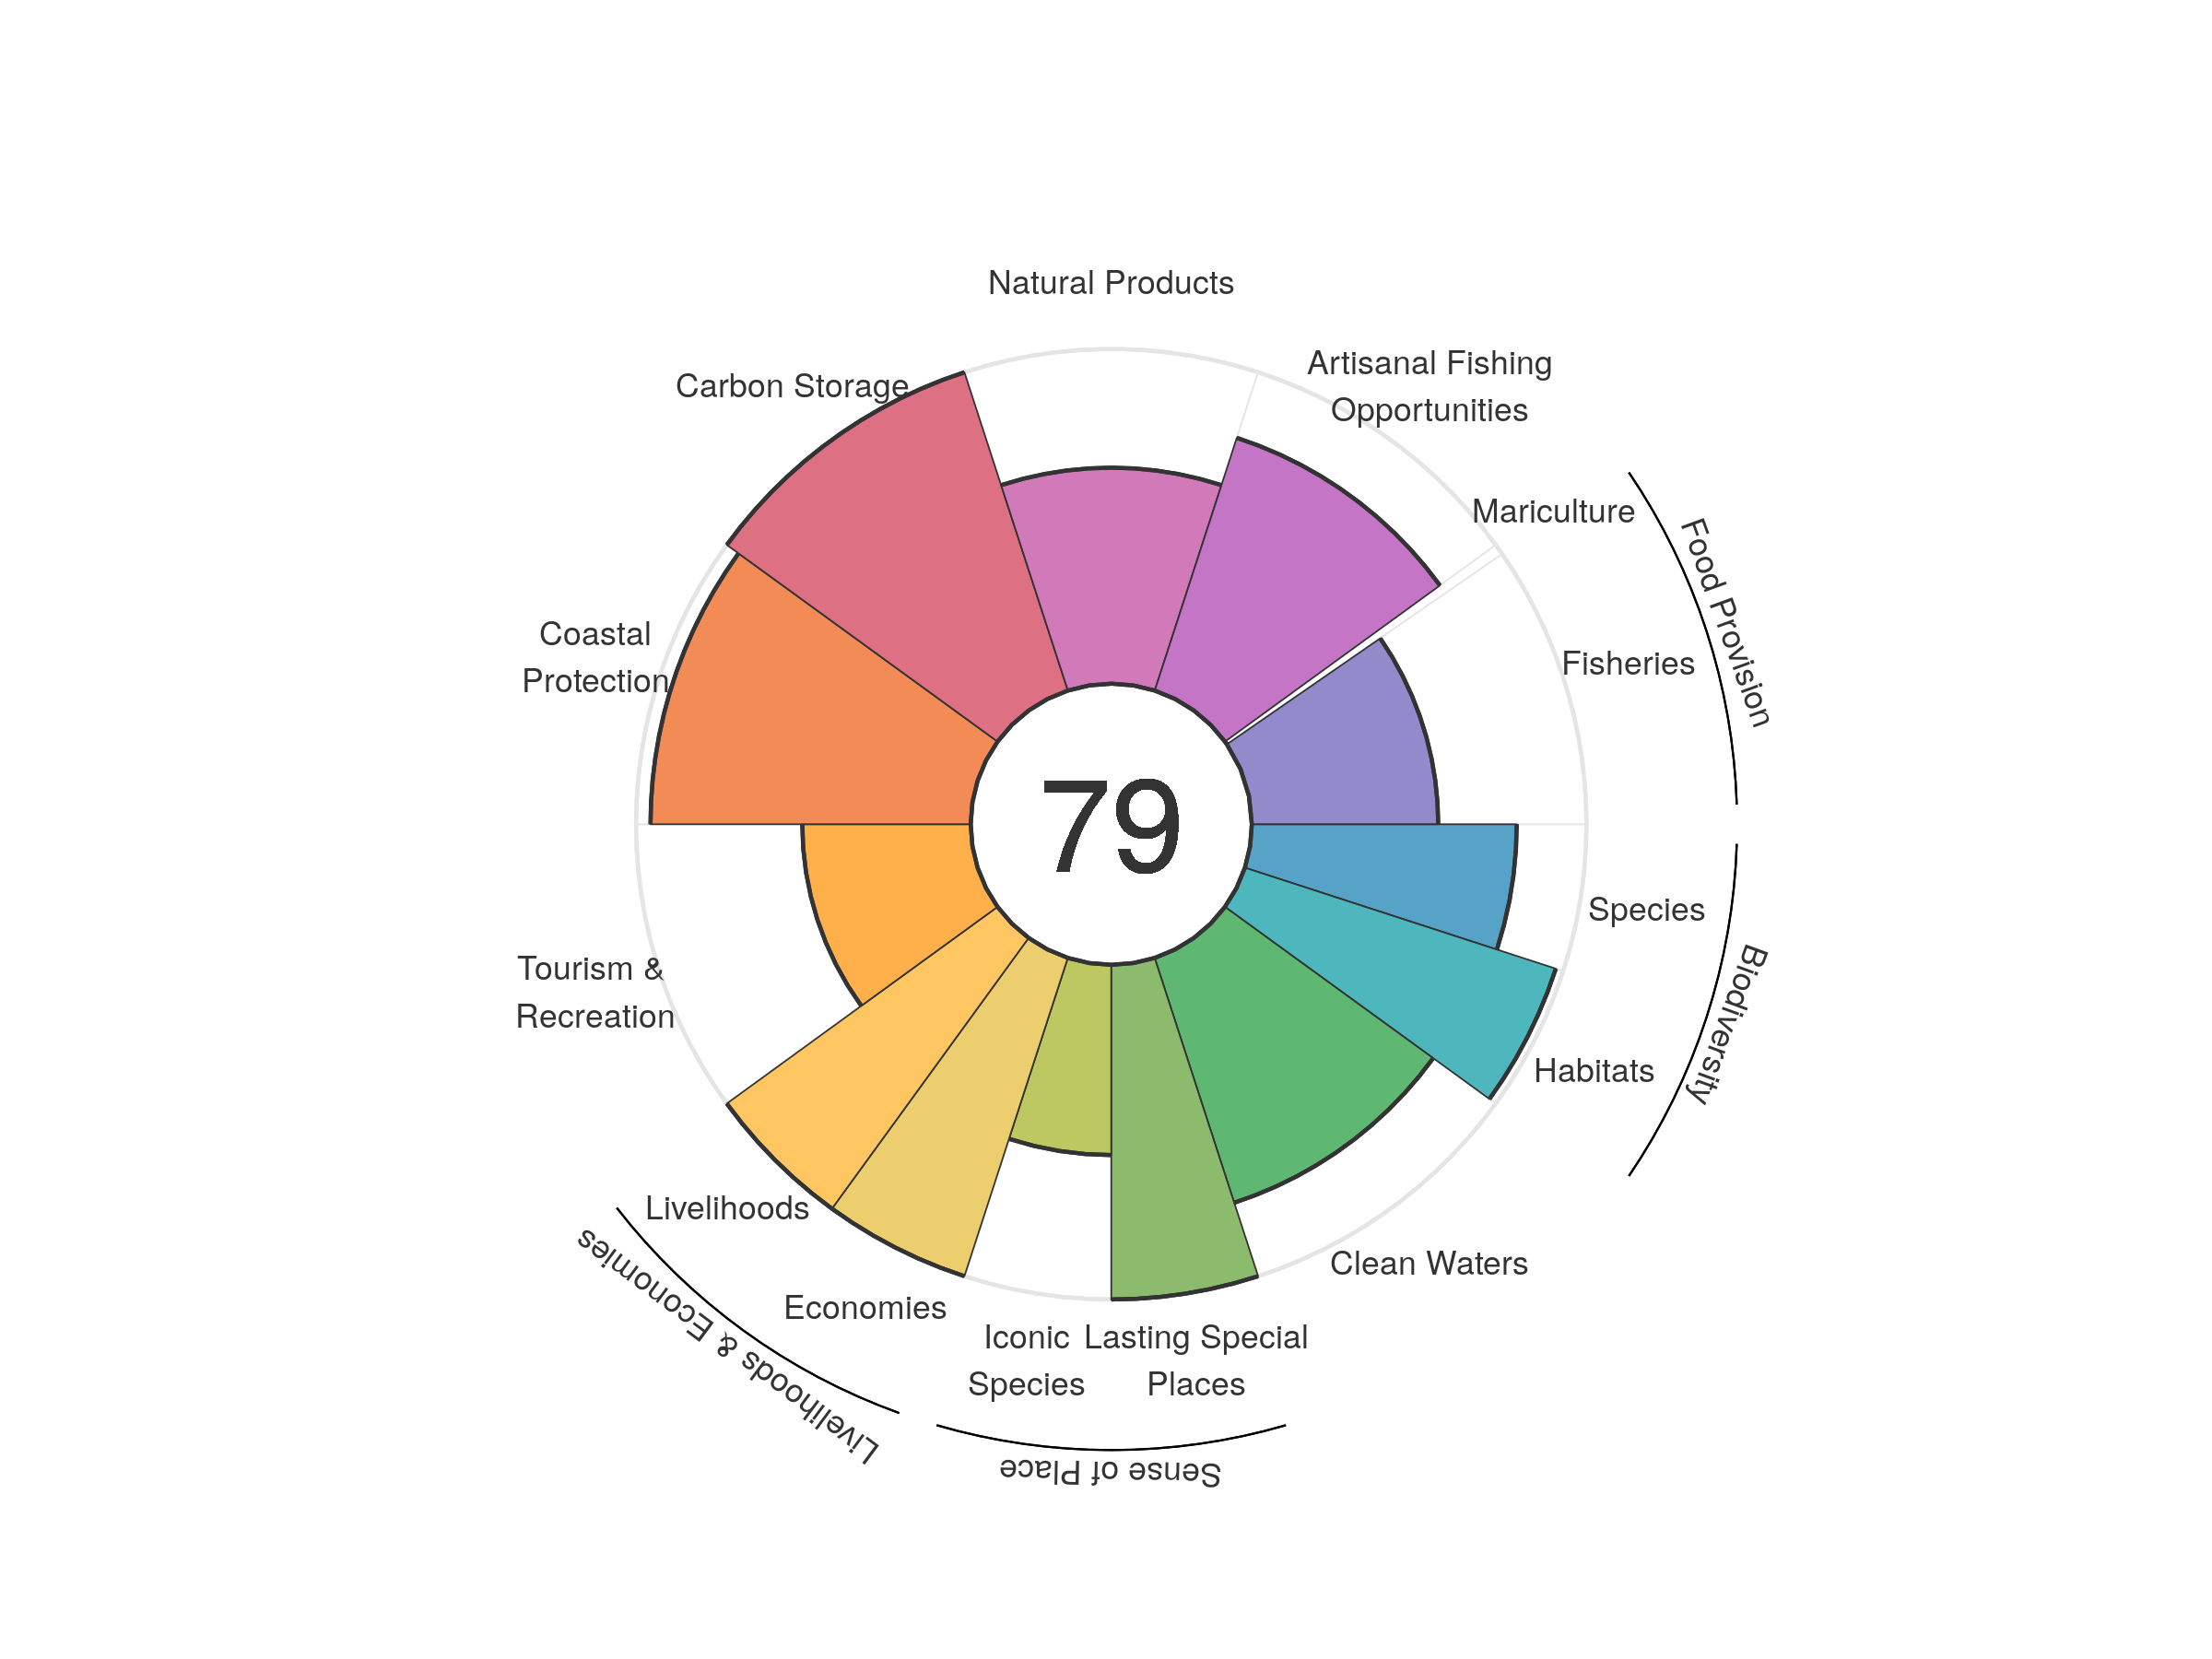 Natural Products
Artisanal Fishing
Opportunities
Carbon Storage
Mariculture
Food Provision
Coastal
Protection
Fisheries
79
Species
Biodiversity
Tourism &
Recreation
Habitats
Livelihoods
Clean Waters
Livelihoods & Economies
Economies
Iconic
Species
Lasting Special
Places
Sense of Place